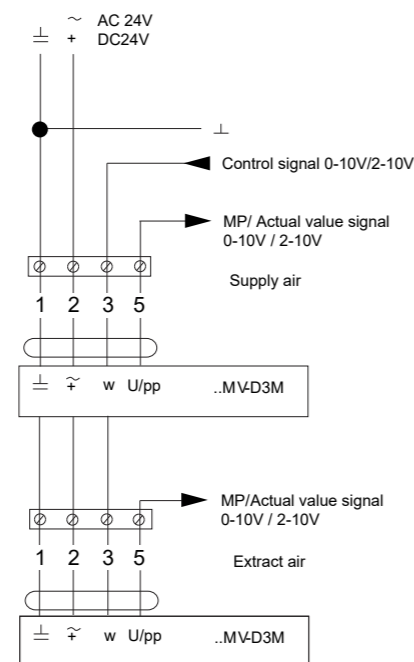 ⊥ ~ AC 24V
+ DC24V
⊥
Control signal 0-10V/2-10V
MP/ Actual value signal
0-10V / 2-10V
Supply air
1 2 3 5
⊥ ~ + w U/pp ..MV-D3M
MP/Actual value signal
0-10V / 2-10V
1 2 3 5
Extract air
⊥ ~ + w U/pp ..MV-D3M